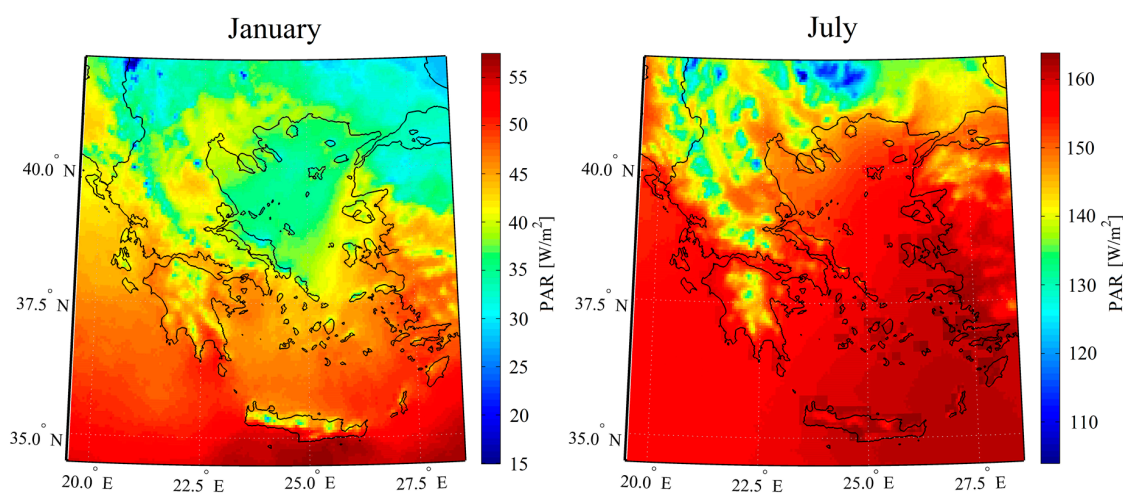 January
40.0° N
37.5° N
35.0° N
20.0° E
22.5° E
25.0° E
27.5° E
55
50
45
40
35
30
25
20
15
PAR [W/m²]
July
40.0° N
37.5° N
35.0° N
20.0° E
22.5° E
25.0° E
27.5° E
160
150
140
130
120
110
PAR [W/m²]